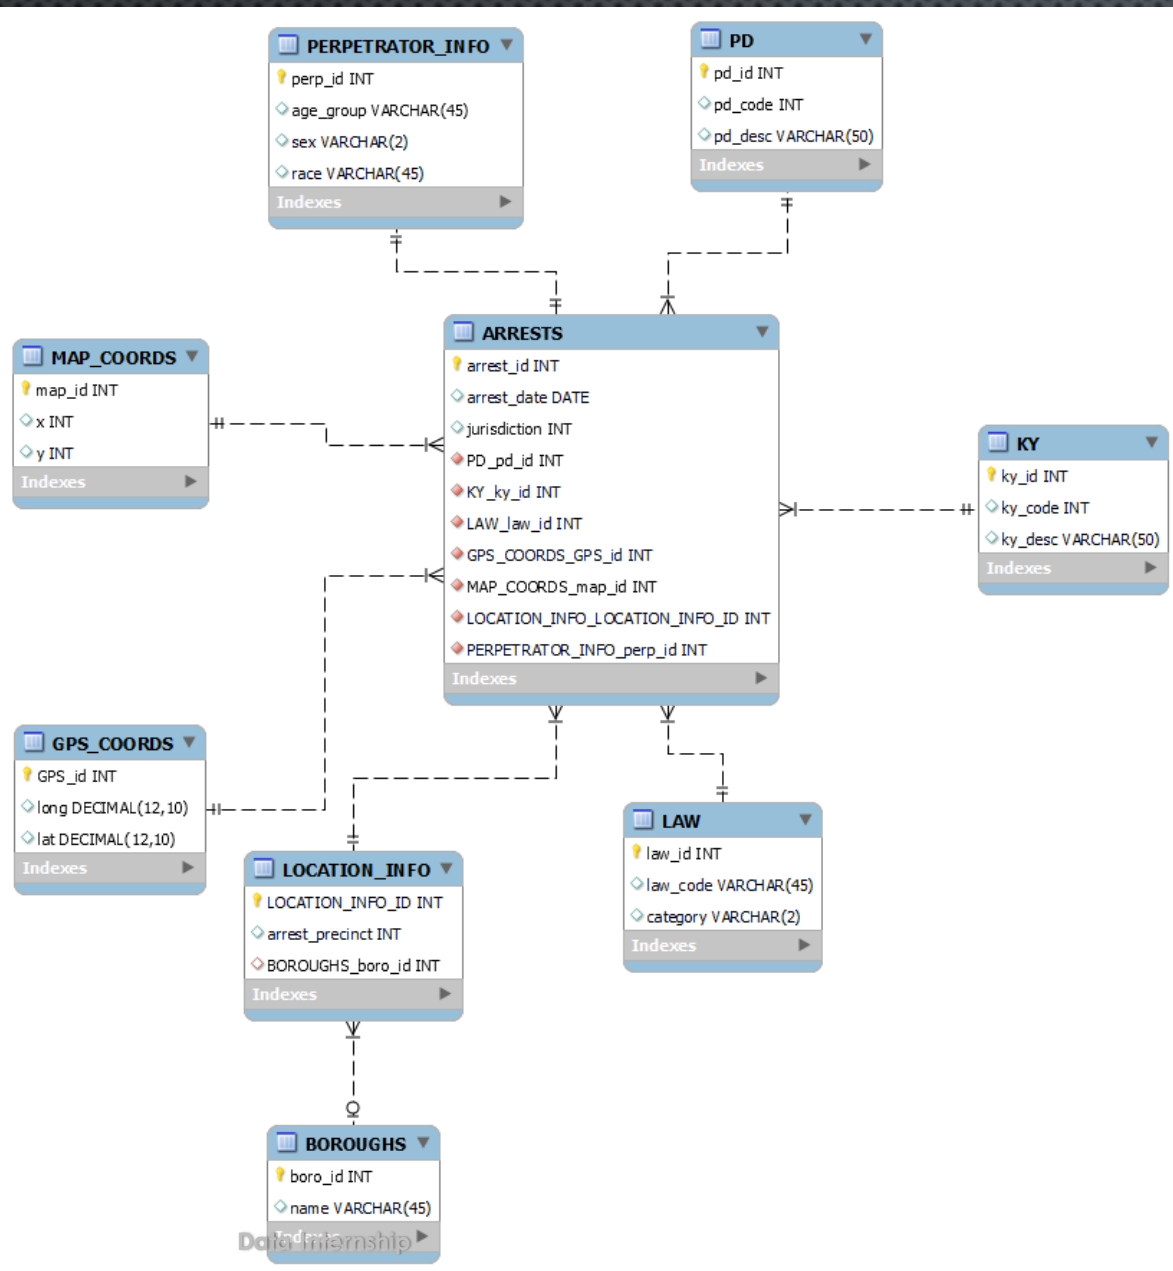 PERPETRATOR_INFO
perp_id INT
age_group VARCHAR(45)
sex VARCHAR(2)
race VARCHAR(45)
Indexes
PD
pd_id INT
pd_code INT
pd_desc VARCHAR(50)
Indexes
MAP_COORDS
map_id INT
x INT
y INT
Indexes
ARRESTS
arrest_id INT
arrest_date DATE
jurisdiction INT
PD_pd_id INT
KY_ky_id INT
LAW_law_id INT
GPS_COORDS_GPS_id INT
MAP_COORDS_map_id INT
LOCATION_INFO_LOCATION_INFO_ID INT
PERPETRATOR_INFO_perp_id INT
Indexes
KY
ky_id INT
ky_code INT
ky_desc VARCHAR(50)
Indexes
GPS_COORDS
GPS_id INT
long DECIMAL(12,10)
lat DECIMAL(12,10)
Indexes
LOCATION_INFO
LOCATION_INFO_ID INT
arrest_precinct INT
BOROUGHS_boro_id INT
Indexes
LAW
law_id INT
law_code VARCHAR(45)
category VARCHAR(2)
Indexes
BOROUGHS
boro_id INT
name VARCHAR(45)
Indexes
Data Internship